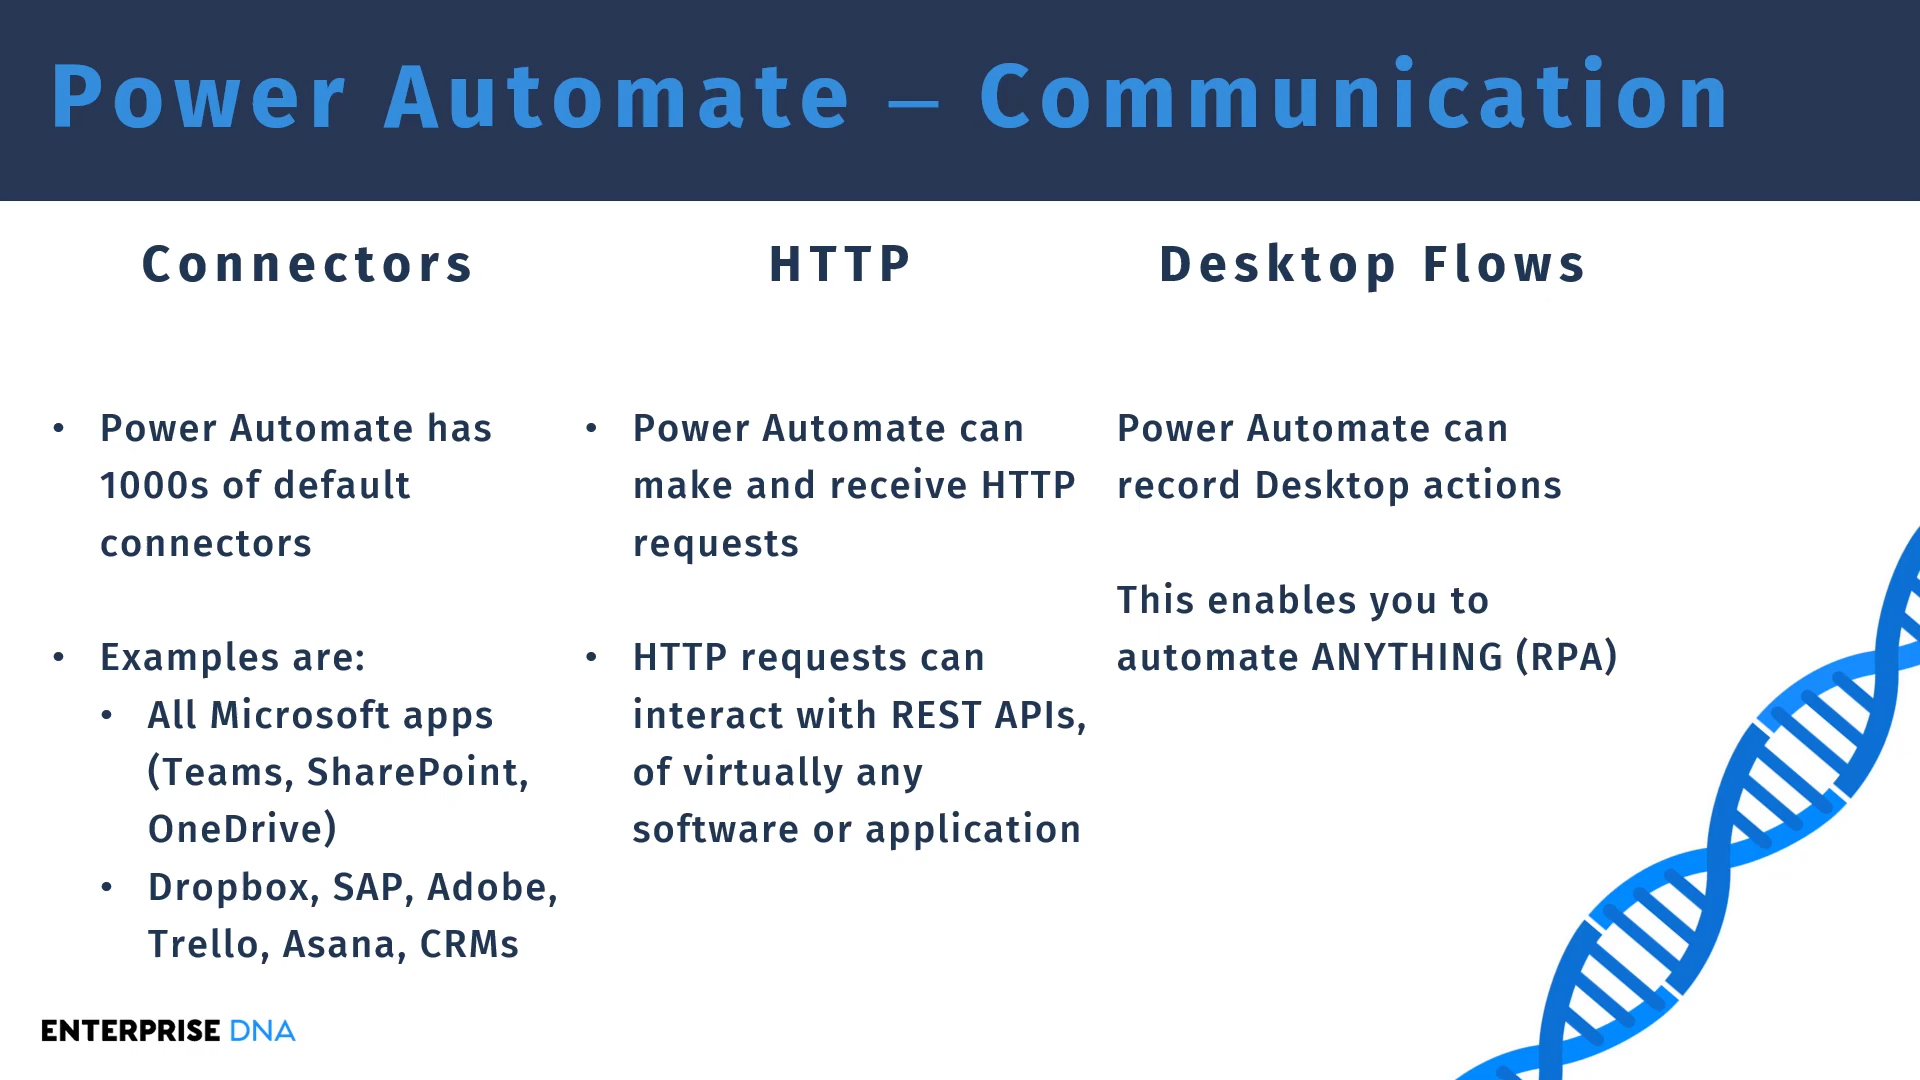 Power Automate – Communication
Connectors
• Power Automate has
1000s of default
connectors
• Examples are:
• All Microsoft apps
(Teams, SharePoint,
OneDrive)
• Dropbox, SAP, Adobe,
Trello, Asana, CRMs
HTTP
• Power Automate can
make and receive HTTP
requests
• HTTP requests can
interact with REST APIs,
of virtually any
software or application
Desktop Flows
Power Automate can
record Desktop actions
This enables you to
automate ANYTHING (RPA)
ENTERPRISE DNA